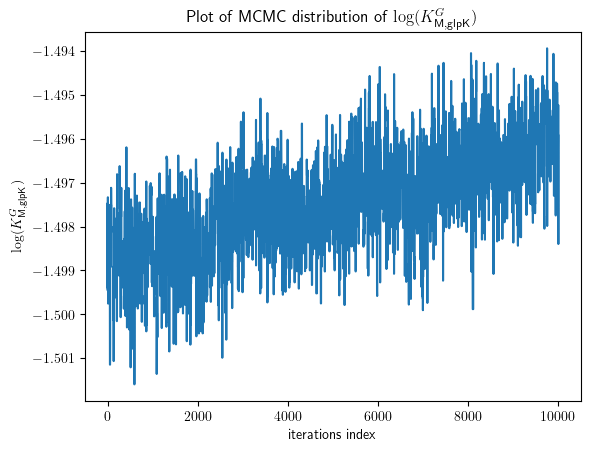 Plot of MCMC distribution of log(K^G_{M,glpK})
−1.494
−1.495
−1.496
−1.497
−1.498
−1.499
−1.500
−1.501
log(K^G_{M,glpK})
0 2000 4000 6000 8000 10000
iterations index